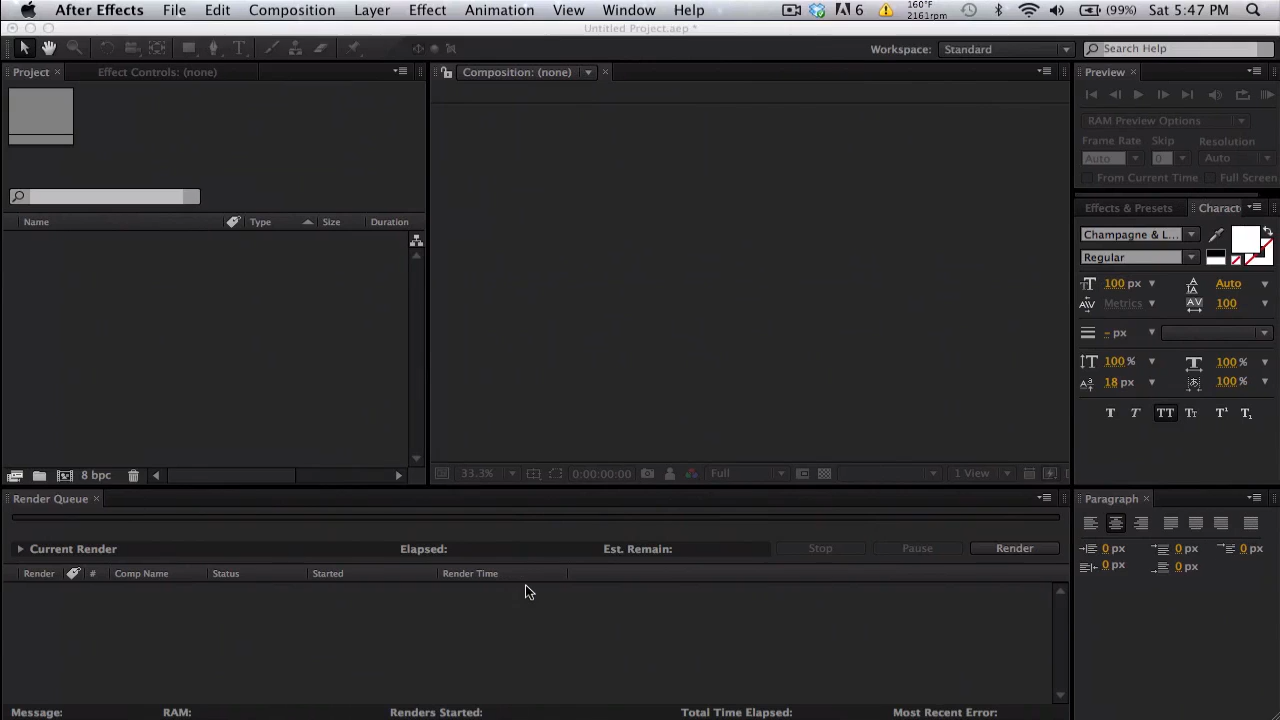 After Effects File Edit Composition Layer Effect Animation View Window Help 6 160°F 2161rpm (99%) Sat 5:47 PM
Untitled Project.aep *
Workspace: Standard Search Help
Project Effect Controls: (none) Composition: (none) Preview
RAM Preview Options
Frame Rate Skip Resolution
Auto 0 Auto
From Current Time Full Screen
Name Type Size Duration
Effects & Presets Charact
Champagne & L...
Regular
100 px Auto
Metrics 100
- px
100 % 100 %
18 px 100 %
T T TT Tт T¹ T₁
8 bpc 33.3% 0:00:00:00 Full 1 View
Render Queue Paragraph
Current Render Elapsed: Est. Remain: Stop Pause Render
0 px 0 px 0 px
0 px 0 px
Render # Comp Name Status Started Render Time
Message: RAM: Renders Started: Total Time Elapsed: Most Recent Error: